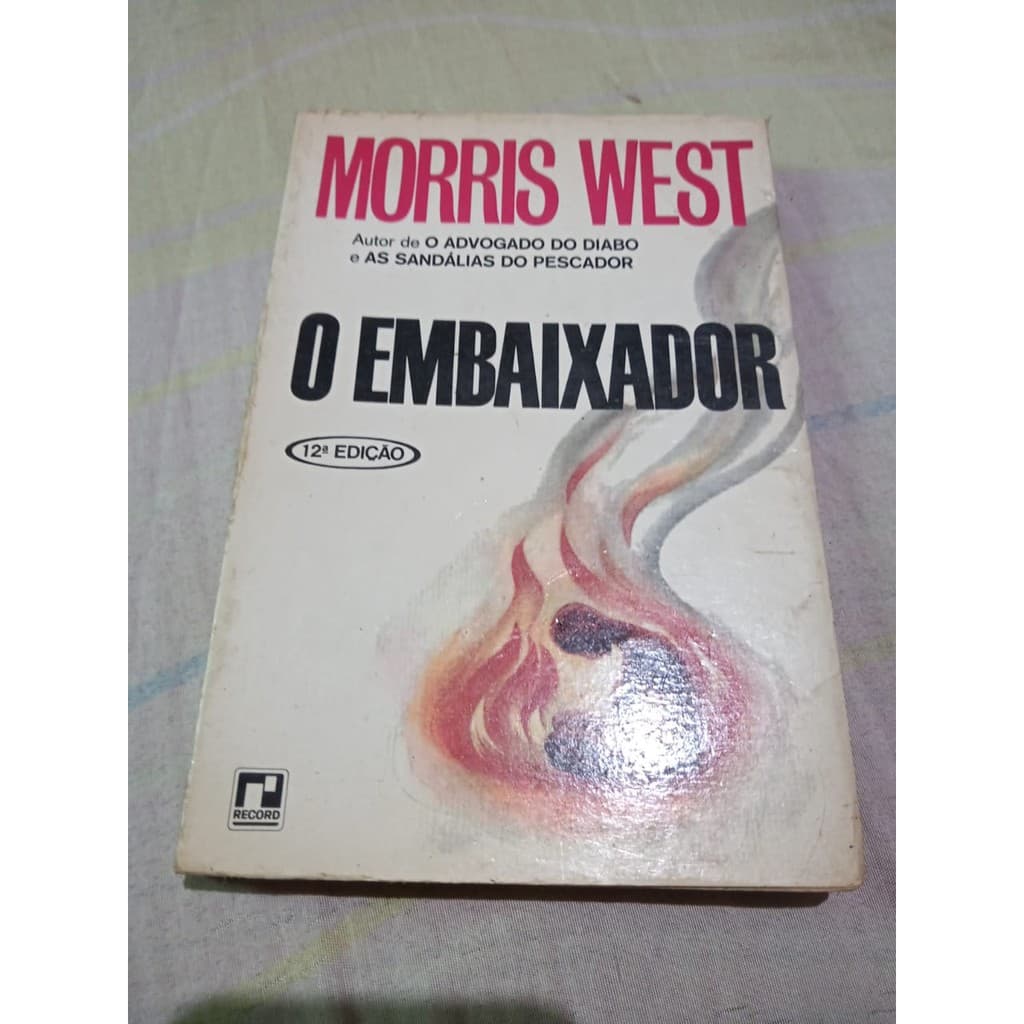 MORRIS WEST
Autor de O ADVOGADO DO DIABO
e AS SANDÁLIAS DO PESCADOR
O EMBAIXADOR
12ª EDIÇÃO
RECORD